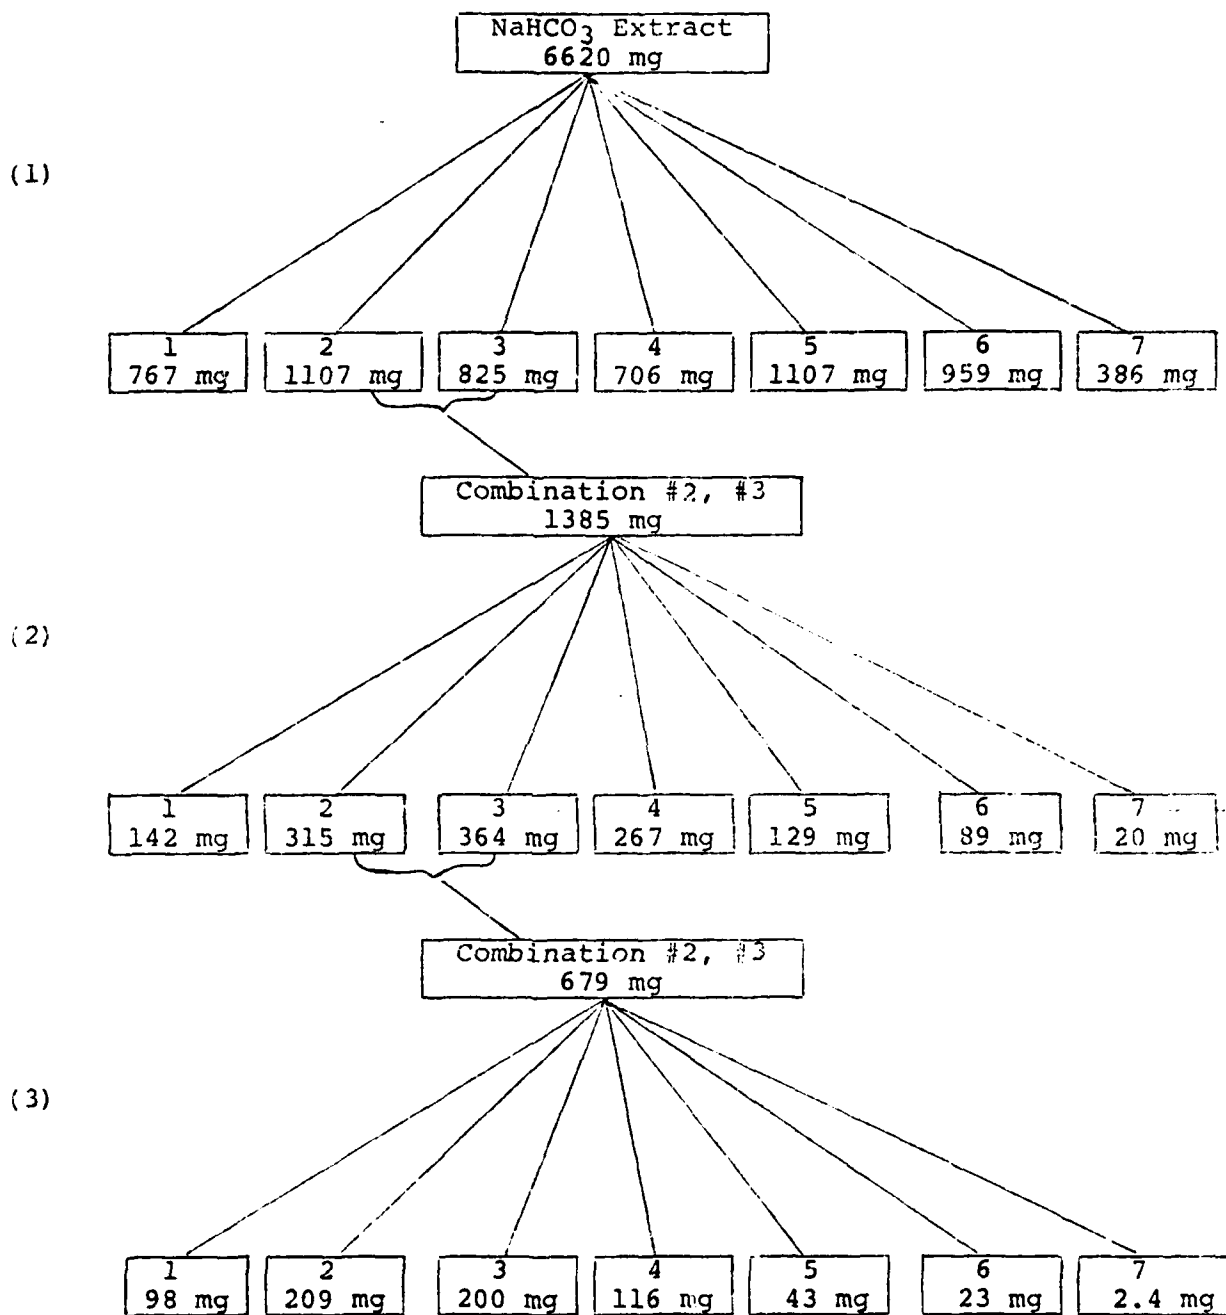 NaHCO3 Extract
6620 mg
(1)
1
767 mg
2
1107 mg
3
825 mg
4
706 mg
5
1107 mg
6
959 mg
7
386 mg
Combination #2, #3
1385 mg
(2)
1
142 mg
2
315 mg
3
364 mg
4
267 mg
5
129 mg
6
89 mg
7
20 mg
Combination #2, #3
679 mg
(3)
1
98 mg
2
209 mg
3
200 mg
4
116 mg
5
43 mg
6
23 mg
7
2.4 mg